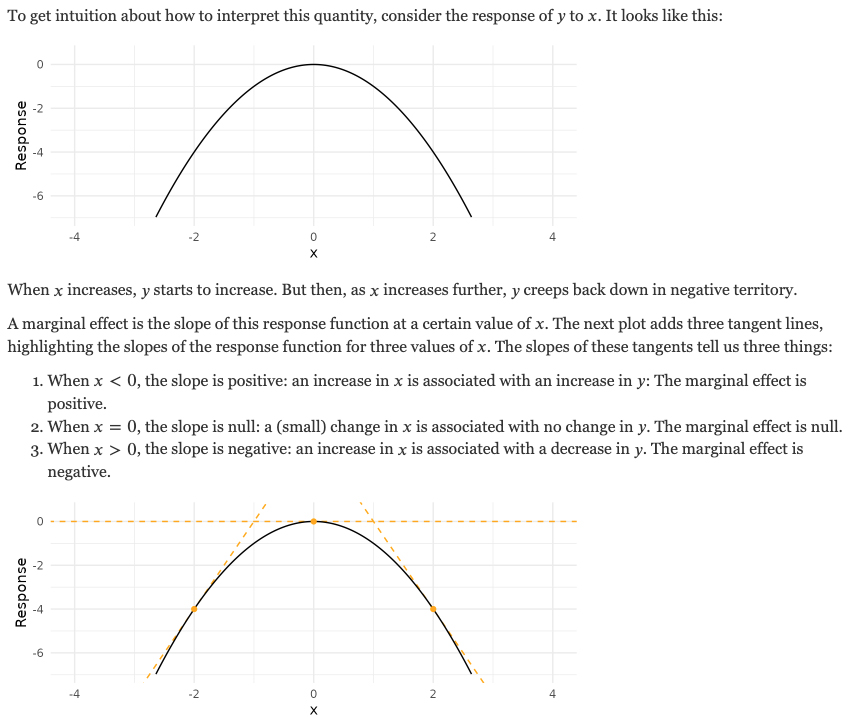 To get intuition about how to interpret this quantity, consider the response of y to x. It looks like this:
0
-2
-4
-6
Response
-4 -2 0 2 4
x
When x increases, y starts to increase. But then, as x increases further, y creeps back down in negative territory.
A marginal effect is the slope of this response function at a certain value of x. The next plot adds three tangent lines,
highlighting the slopes of the response function for three values of x. The slopes of these tangents tell us three things:
1. When x < 0, the slope is positive: an increase in x is associated with an increase in y: The marginal effect is
positive.
2. When x = 0, the slope is null: a (small) change in x is associated with no change in y. The marginal effect is null.
3. When x > 0, the slope is negative: an increase in x is associated with a decrease in y. The marginal effect is
negative.
0
-2
-4
-6
Response
-4 -2 0 2 4
x